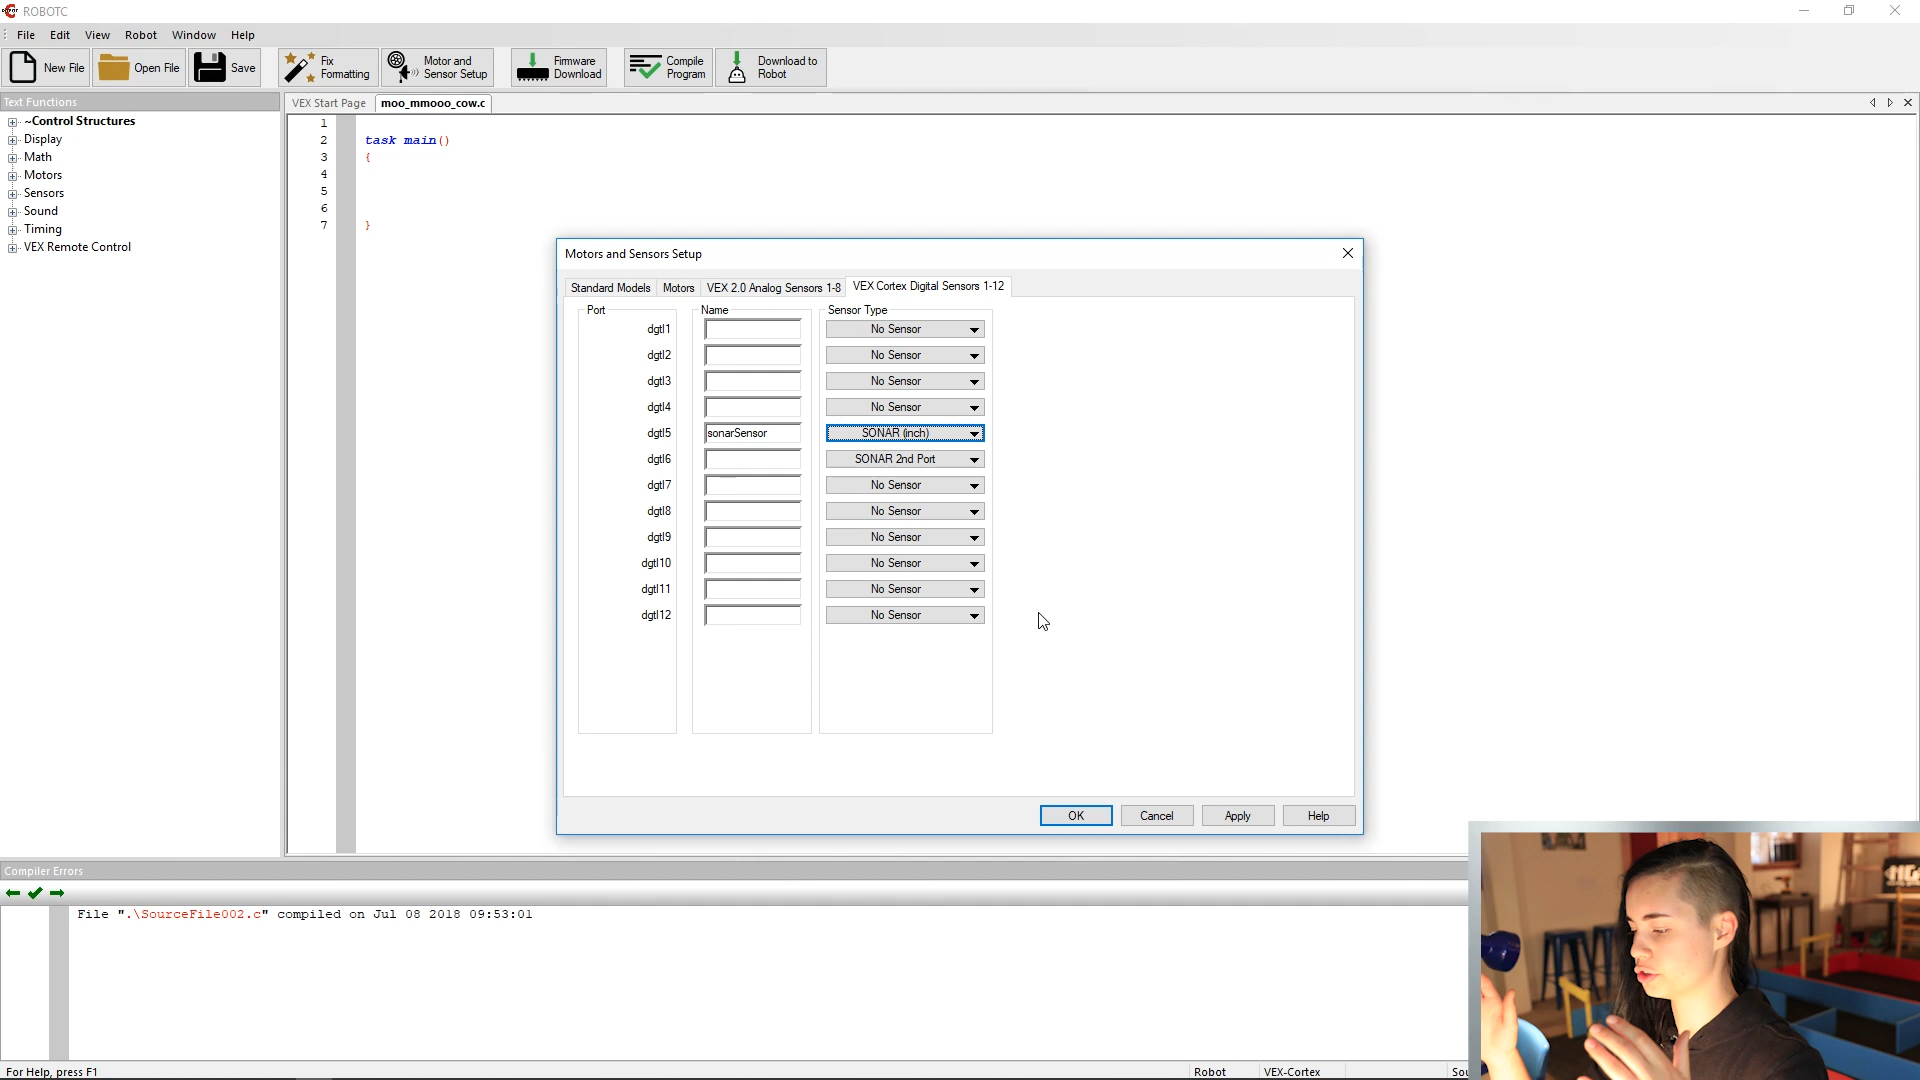 ROBOTC
File Edit View Robot Window Help
New File Open File Save Fix Formatting Motor and Sensor Setup Firmware Download Compile Program Download to Robot
Text Functions
VEX Start Page moo_mmooo_cow.c
~Control Structures
Display
Math
Motors
Sensors
Sound
Timing
VEX Remote Control
1
2 task main()
3 {
4
5
6
7 }
Motors and Sensors Setup
Standard Models Motors VEX 2.0 Analog Sensors 1-8 VEX Cortex Digital Sensors 1-12
Port Name Sensor Type
dgtl1 No Sensor
dgtl2 No Sensor
dgtl3 No Sensor
dgtl4 No Sensor
dgtl5 sonarSensor SONAR (inch)
dgtl6 SONAR 2nd Port
dgtl7 No Sensor
dgtl8 No Sensor
dgtl9 No Sensor
dgtl10 No Sensor
dgtl11 No Sensor
dgtl12 No Sensor
OK Cancel Apply Help
Compiler Errors
File ".\SourceFile002.c" compiled on Jul 08 2018 09:53:01
For Help, press F1 Robot VEX-Cortex